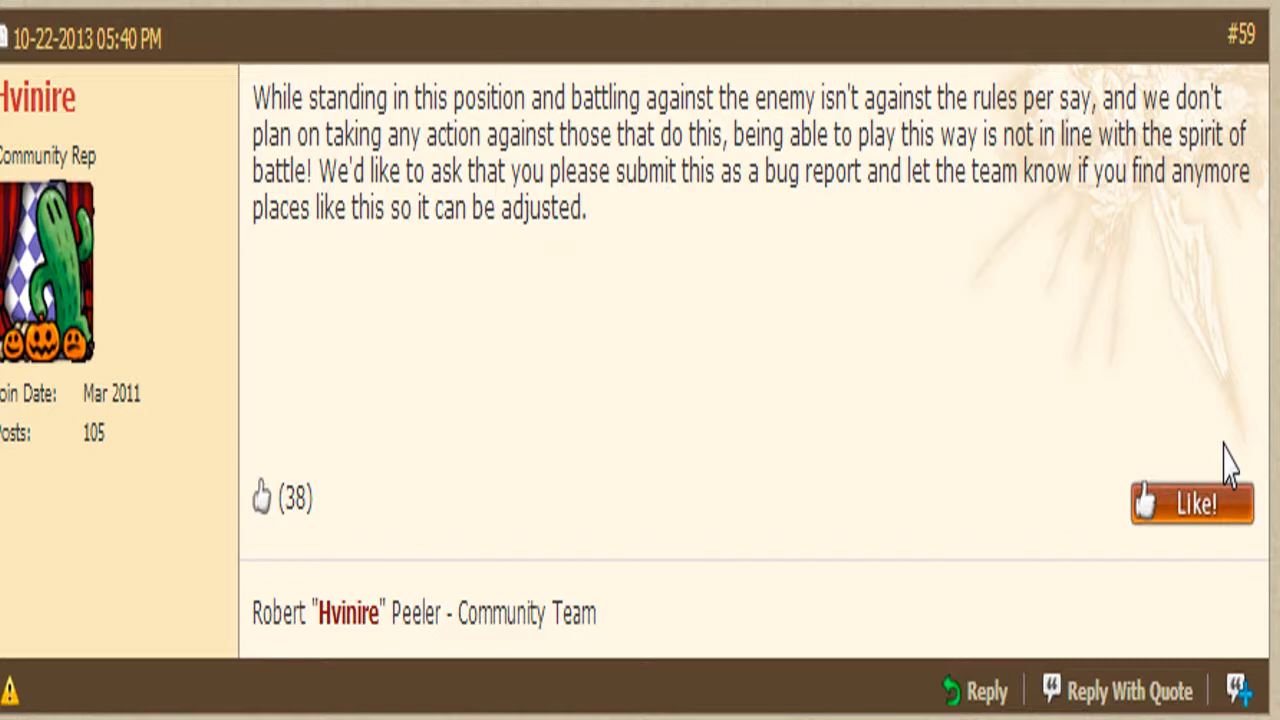 10-22-2013 05:40 PM
#59
Hvinire
Community Rep
Join Date: Mar 2011
Posts: 105
While standing in this position and battling against the enemy isn't against the rules per say, and we don't
plan on taking any action against those that do this, being able to play this way is not in line with the spirit of
battle! We'd like to ask that you please submit this as a bug report and let the team know if you find anymore
places like this so it can be adjusted.
(38)
Like!
Robert "Hvinire" Peeler - Community Team
Reply
Reply With Quote